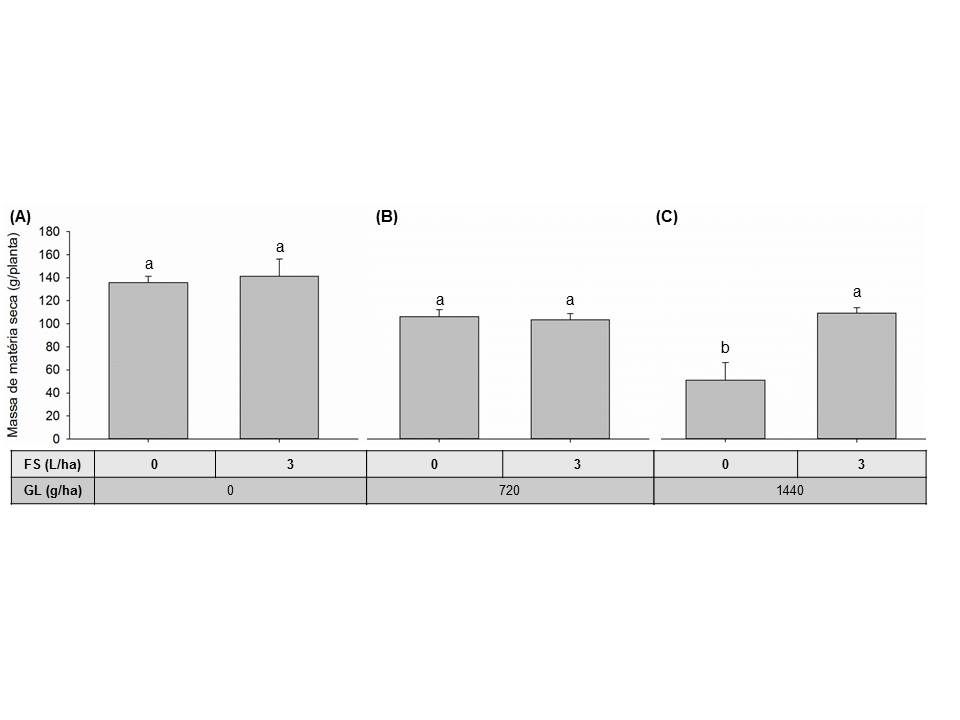 (A) (B) (C)
Massa de matéria seca (g/planta)
180
160
140
120
100
80
60
40
20
0
a a a a b a
FS (L/ha) 0 3 0 3 0 3
GL (g/ha) 0 720 1440